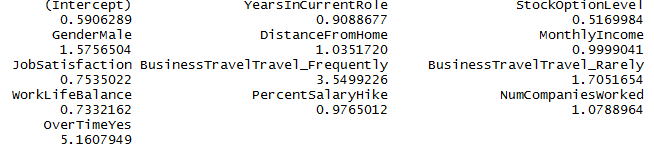 (Intercept) YearsInCurrentRole StockOptionLevel
0.5906289 0.9088677 0.5169984
GenderMale DistanceFromHome MonthlyIncome
1.5756504 1.0351720 0.9999041
JobSatisfaction BusinessTravelTravel_Frequently BusinessTravelTravel_Rarely
0.7535022 3.5499226 1.7051654
WorkLifeBalance PercentSalaryHike NumCompaniesWorked
0.7332162 0.9765012 1.0788964
OverTimeYes
5.1607949